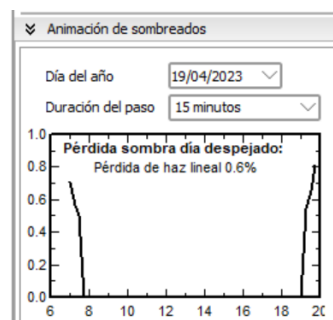 Animación de sombreados
Día del año 19/04/2023
Duración del paso 15 minutos
Pérdida sombra día despejado:
Pérdida de haz lineal 0.6%
1.0
0.8
0.6
0.4
0.2
0.0
6 8 10 12 14 16 18